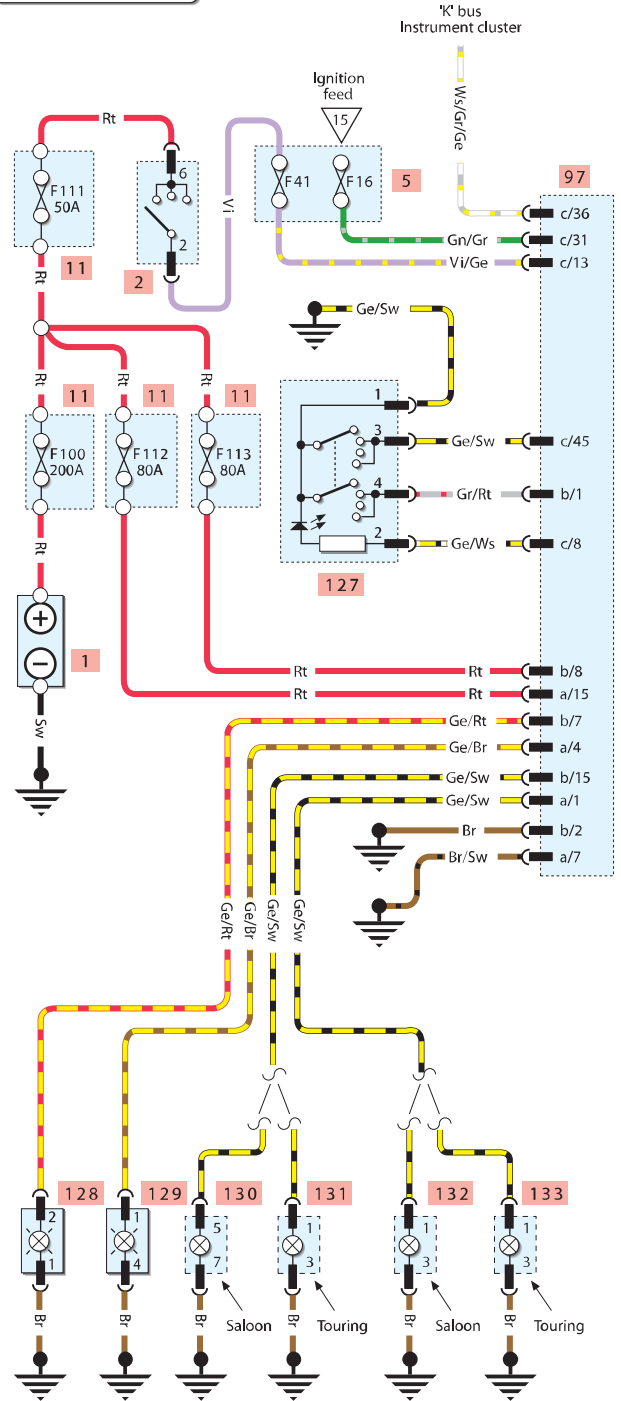 'K' bus
Instrument cluster
Ignition
feed
15
Ws/Gr/Ge
Rt
F111
50A
11
6
2
2
Vi
F41
F16
5
97
c/36
Gn/Gr
c/31
Vi/Ge
c/13
Rt
Ge/Sw
Rt
Rt
Rt
11
11
11
F100
200A
F112
80A
F113
80A
1
3
Ge/Sw
c/45
4
Gr/Rt
b/1
2
Ge/Ws
c/8
127
Rt
+
−
1
Sw
Rt
Rt
b/8
Rt
Rt
a/15
Ge/Rt
b/7
Ge/Br
a/4
Ge/Sw
b/15
Ge/Sw
a/1
Br
b/2
Br/Sw
a/7
Ge/Rt
Ge/Br
Ge/Sw
Ge/Sw
128
129
130
131
132
133
2
1
5
1
1
1
1
4
7
3
3
3
Br
Br
Br
Saloon
Br
Touring
Br
Saloon
Br
Touring